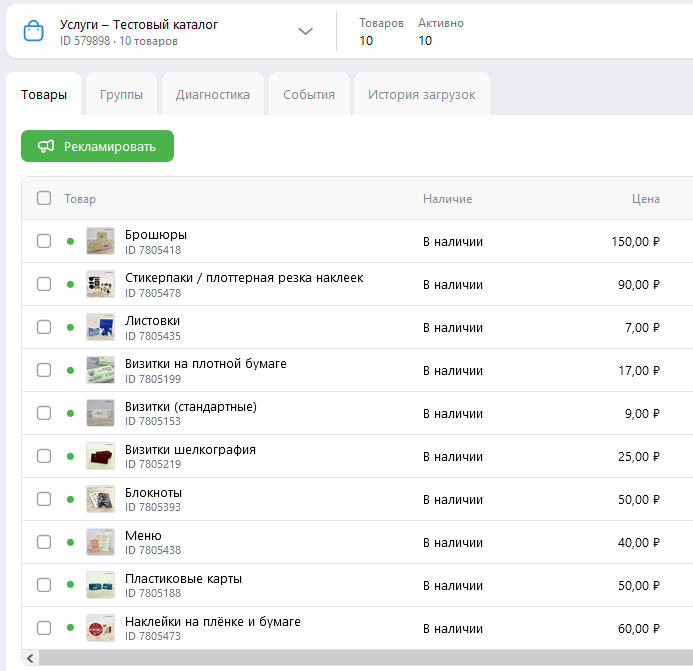 Услуги – Тестовый каталог
ID 579898 · 10 товаров
Товаров
10
Активно
10
Товары
Группы
Диагностика
События
История загрузок
Рекламировать
Товар Наличие Цена
Брошюры
ID 7805418
В наличии 150,00 ₽
Стикерпаки / плоттерная резка наклеек
ID 7805478
В наличии 90,00 ₽
Листовки
ID 7805435
В наличии 7,00 ₽
Визитки на плотной бумаге
ID 7805199
В наличии 17,00 ₽
Визитки (стандартные)
ID 7805153
В наличии 9,00 ₽
Визитки шелкография
ID 7805219
В наличии 25,00 ₽
Блокноты
ID 7805393
В наличии 50,00 ₽
Меню
ID 7805438
В наличии 40,00 ₽
Пластиковые карты
ID 7805188
В наличии 50,00 ₽
Наклейки на плёнке и бумаге
ID 7805473
В наличии 60,00 ₽